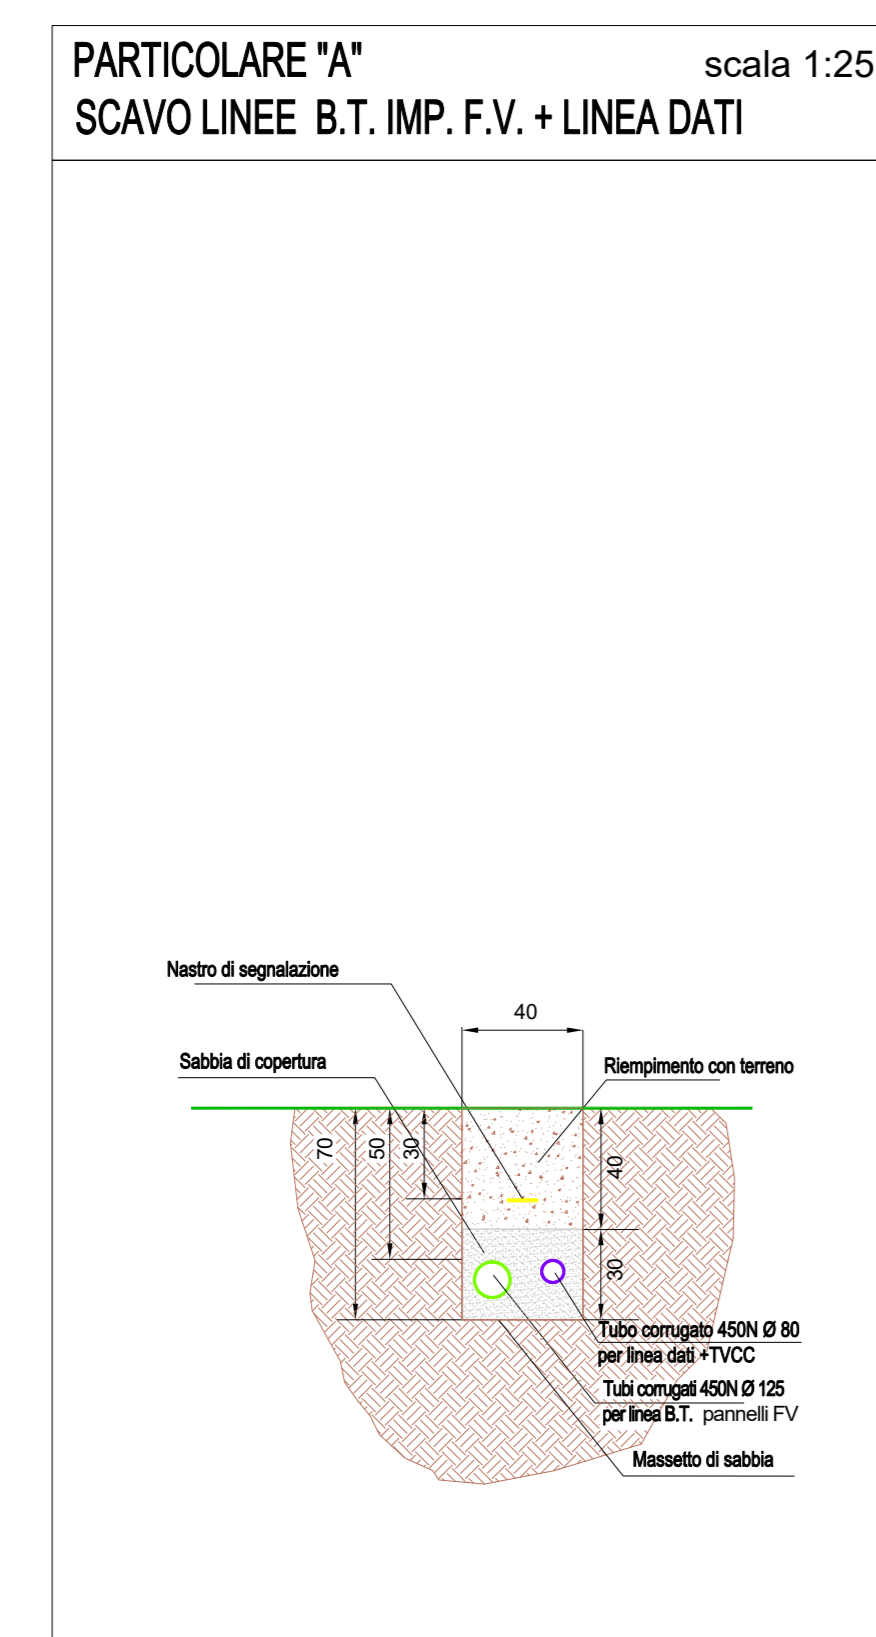 PARTICOLARE "A" scala 1:25
SCAVO LINEE B.T. IMP. F.V. + LINEA DATI
Nastro di segnalazione
40
Sabbia di copertura
Riempimento con terreno
70
50
30
40
30
Tubo corrugato 450N Ø 80
per linea dati +TVCC
Tubi corrugati 450N Ø 125
per linea B.T. pannelli FV
Massetto di sabbia